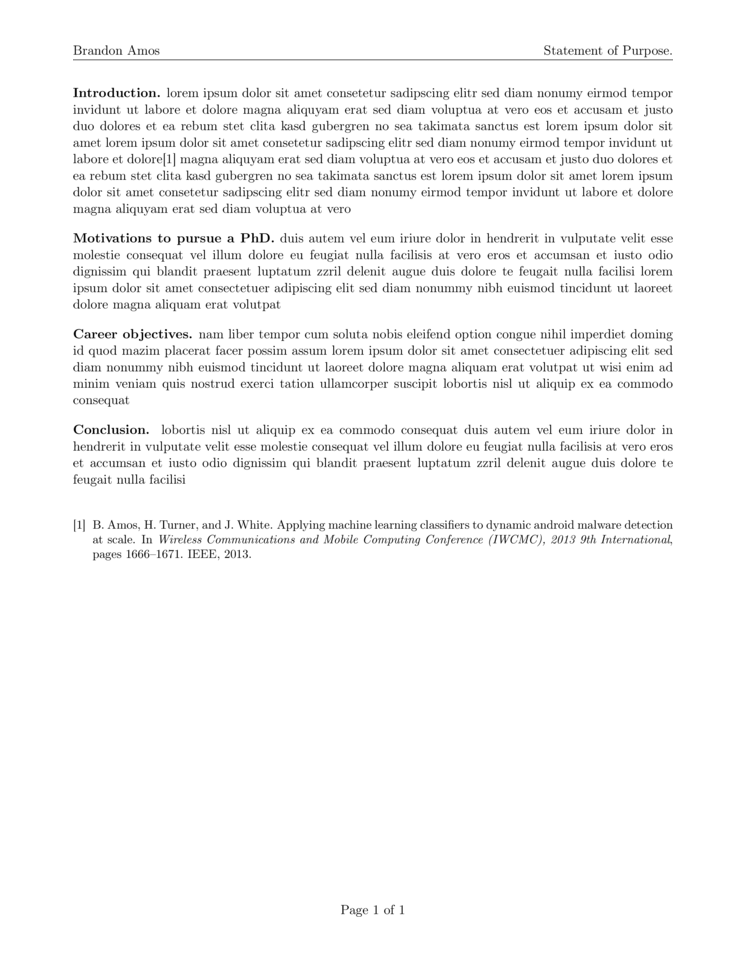 Brandon Amos Statement of Purpose.
Introduction. lorem ipsum dolor sit amet consetetur sadipscing elitr sed diam nonumy eirmod tempor
invidunt ut labore et dolore magna aliquyam erat sed diam voluptua at vero eos et accusam et justo
duo dolores et ea rebum stet clita kasd gubergren no sea takimata sanctus est lorem ipsum dolor sit
amet lorem ipsum dolor sit amet consetetur sadipscing elitr sed diam nonumy eirmod tempor invidunt ut
labore et dolore[1] magna aliquyam erat sed diam voluptua at vero eos et accusam et justo duo dolores et
ea rebum stet clita kasd gubergren no sea takimata sanctus est lorem ipsum dolor sit amet lorem ipsum
dolor sit amet consetetur sadipscing elitr sed diam nonumy eirmod tempor invidunt ut labore et dolore
magna aliquyam erat sed diam voluptua at vero
Motivations to pursue a PhD. duis autem vel eum iriure dolor in hendrerit in vulputate velit esse
molestie consequat vel illum dolore eu feugiat nulla facilisis at vero eros et accumsan et iusto odio
dignissim qui blandit praesent luptatum zzril delenit augue duis dolore te feugait nulla facilisi lorem
ipsum dolor sit amet consectetuer adipiscing elit sed diam nonummy nibh euismod tincidunt ut laoreet
dolore magna aliquam erat volutpat
Career objectives. nam liber tempor cum soluta nobis eleifend option congue nihil imperdiet doming
id quod mazim placerat facer possim assum lorem ipsum dolor sit amet consectetuer adipiscing elit sed
diam nonummy nibh euismod tincidunt ut laoreet dolore magna aliquam erat volutpat ut wisi enim ad
minim veniam quis nostrud exerci tation ullamcorper suscipit lobortis nisl ut aliquip ex ea commodo
consequat
Conclusion. lobortis nisl ut aliquip ex ea commodo consequat duis autem vel eum iriure dolor in
hendrerit in vulputate velit esse molestie consequat vel illum dolore eu feugiat nulla facilisis at vero eros
et accumsan et iusto odio dignissim qui blandit praesent luptatum zzril delenit augue duis dolore te
feugait nulla facilisi
[1] B. Amos, H. Turner, and J. White. Applying machine learning classifiers to dynamic android malware detection
at scale. In Wireless Communications and Mobile Computing Conference (IWCMC), 2013 9th International,
pages 1666–1671. IEEE, 2013.
Page 1 of 1